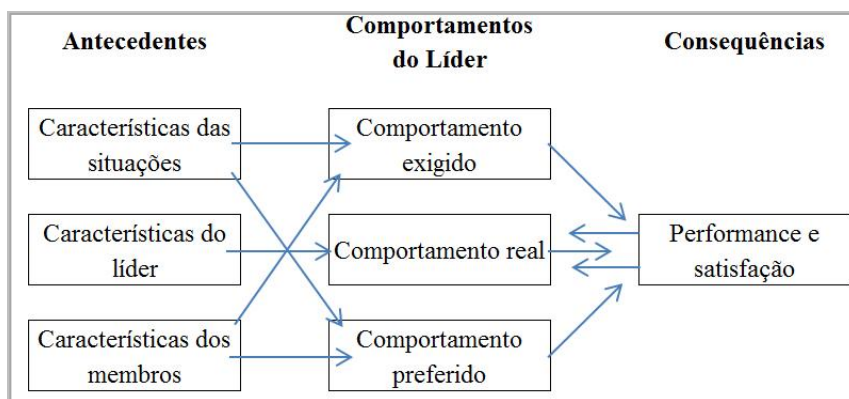 Antecedentes
Comportamentos
do Líder
Consequências
Características das
situações
Comportamento
exigido
Características do
líder
Comportamento real
Performance e
satisfação
Características dos
membros
Comportamento
preferido